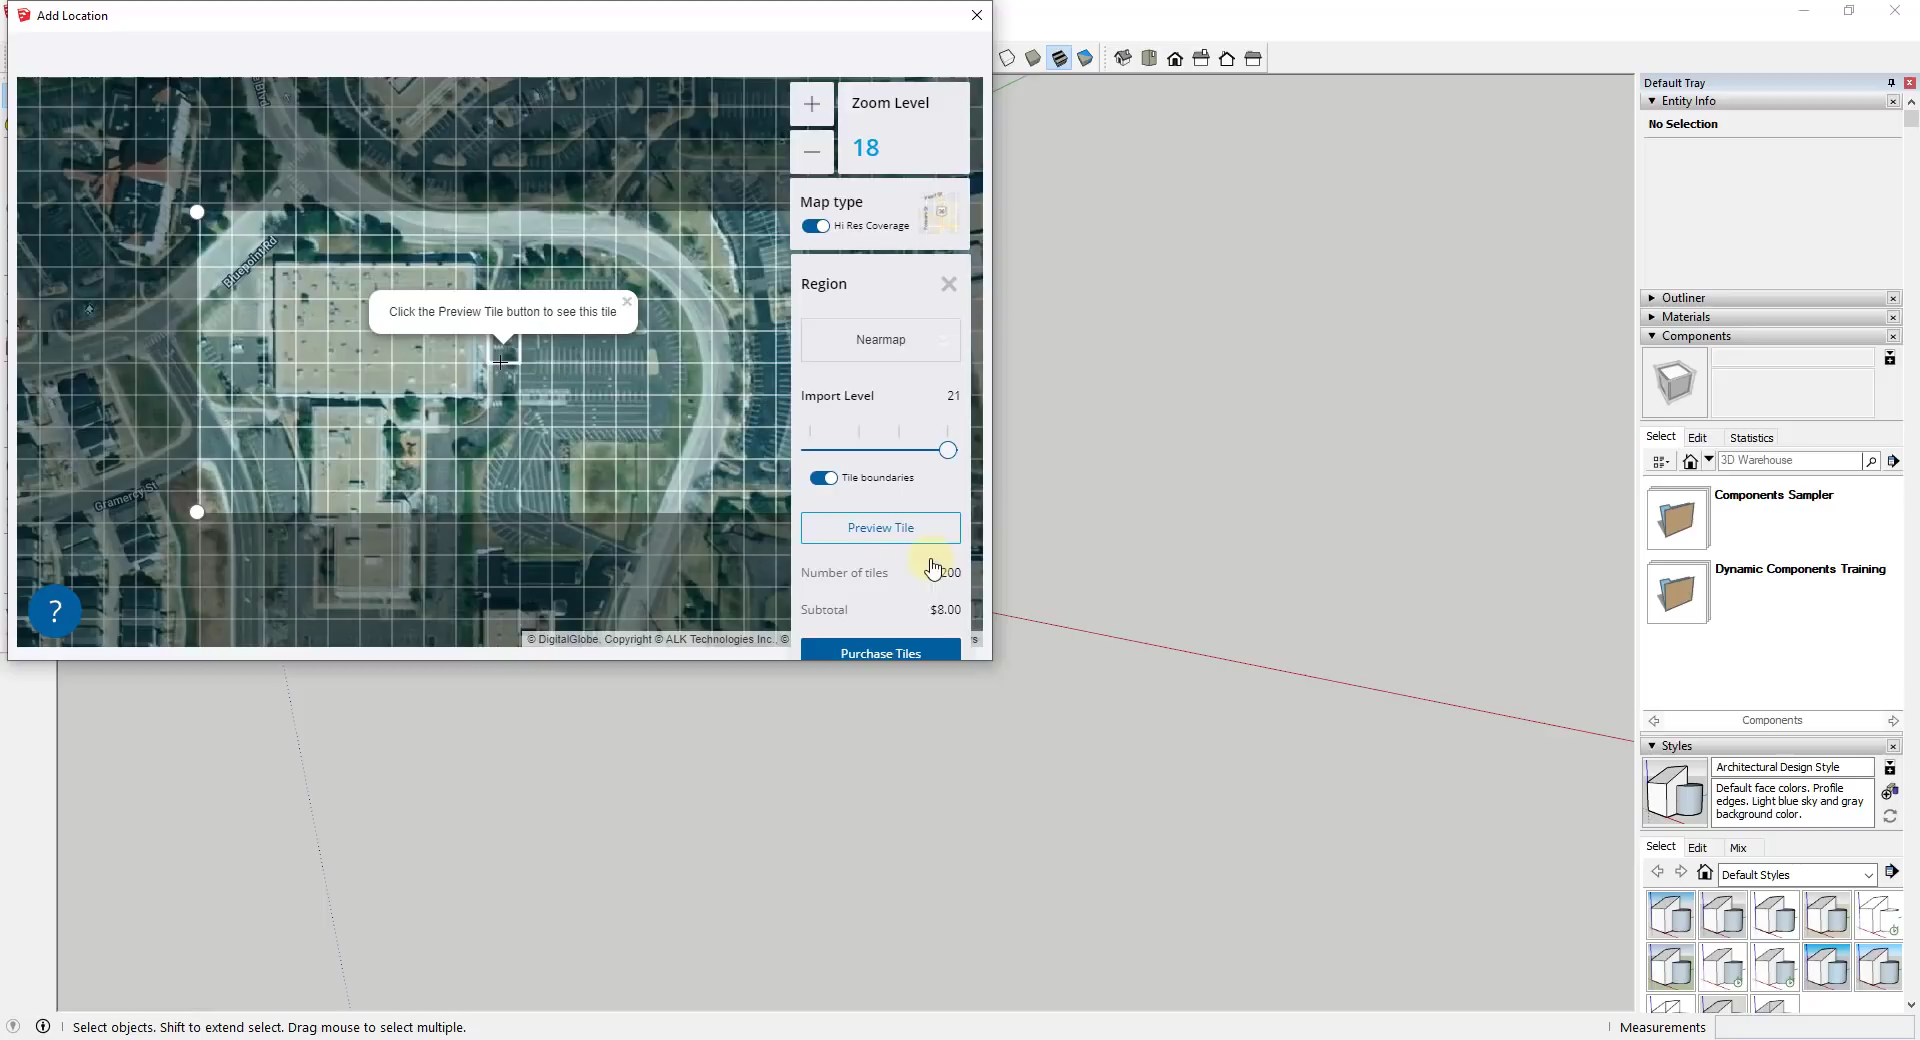 Add Location
Blvd
Bluepoint Rd
Gramercy St
Click the Preview Tile button to see this tile
Zoom Level
18
Map type
Hi Res Coverage
Region
Nearmap
Import Level 21
Tile boundaries
Preview Tile
Number of tiles 200
Subtotal $8.00
Purchase Tiles
© DigitalGlobe. Copyright © ALK Technologies Inc., ©
?
Default Tray
Entity Info
No Selection
Outliner
Materials
Components
Select Edit Statistics
3D Warehouse
Components Sampler
Dynamic Components Training
Components
Styles
Architectural Design Style
Default face colors. Profile
edges. Light blue sky and gray
background color.
Select Edit Mix
Default Styles
Select objects. Shift to extend select. Drag mouse to select multiple.
Measurements